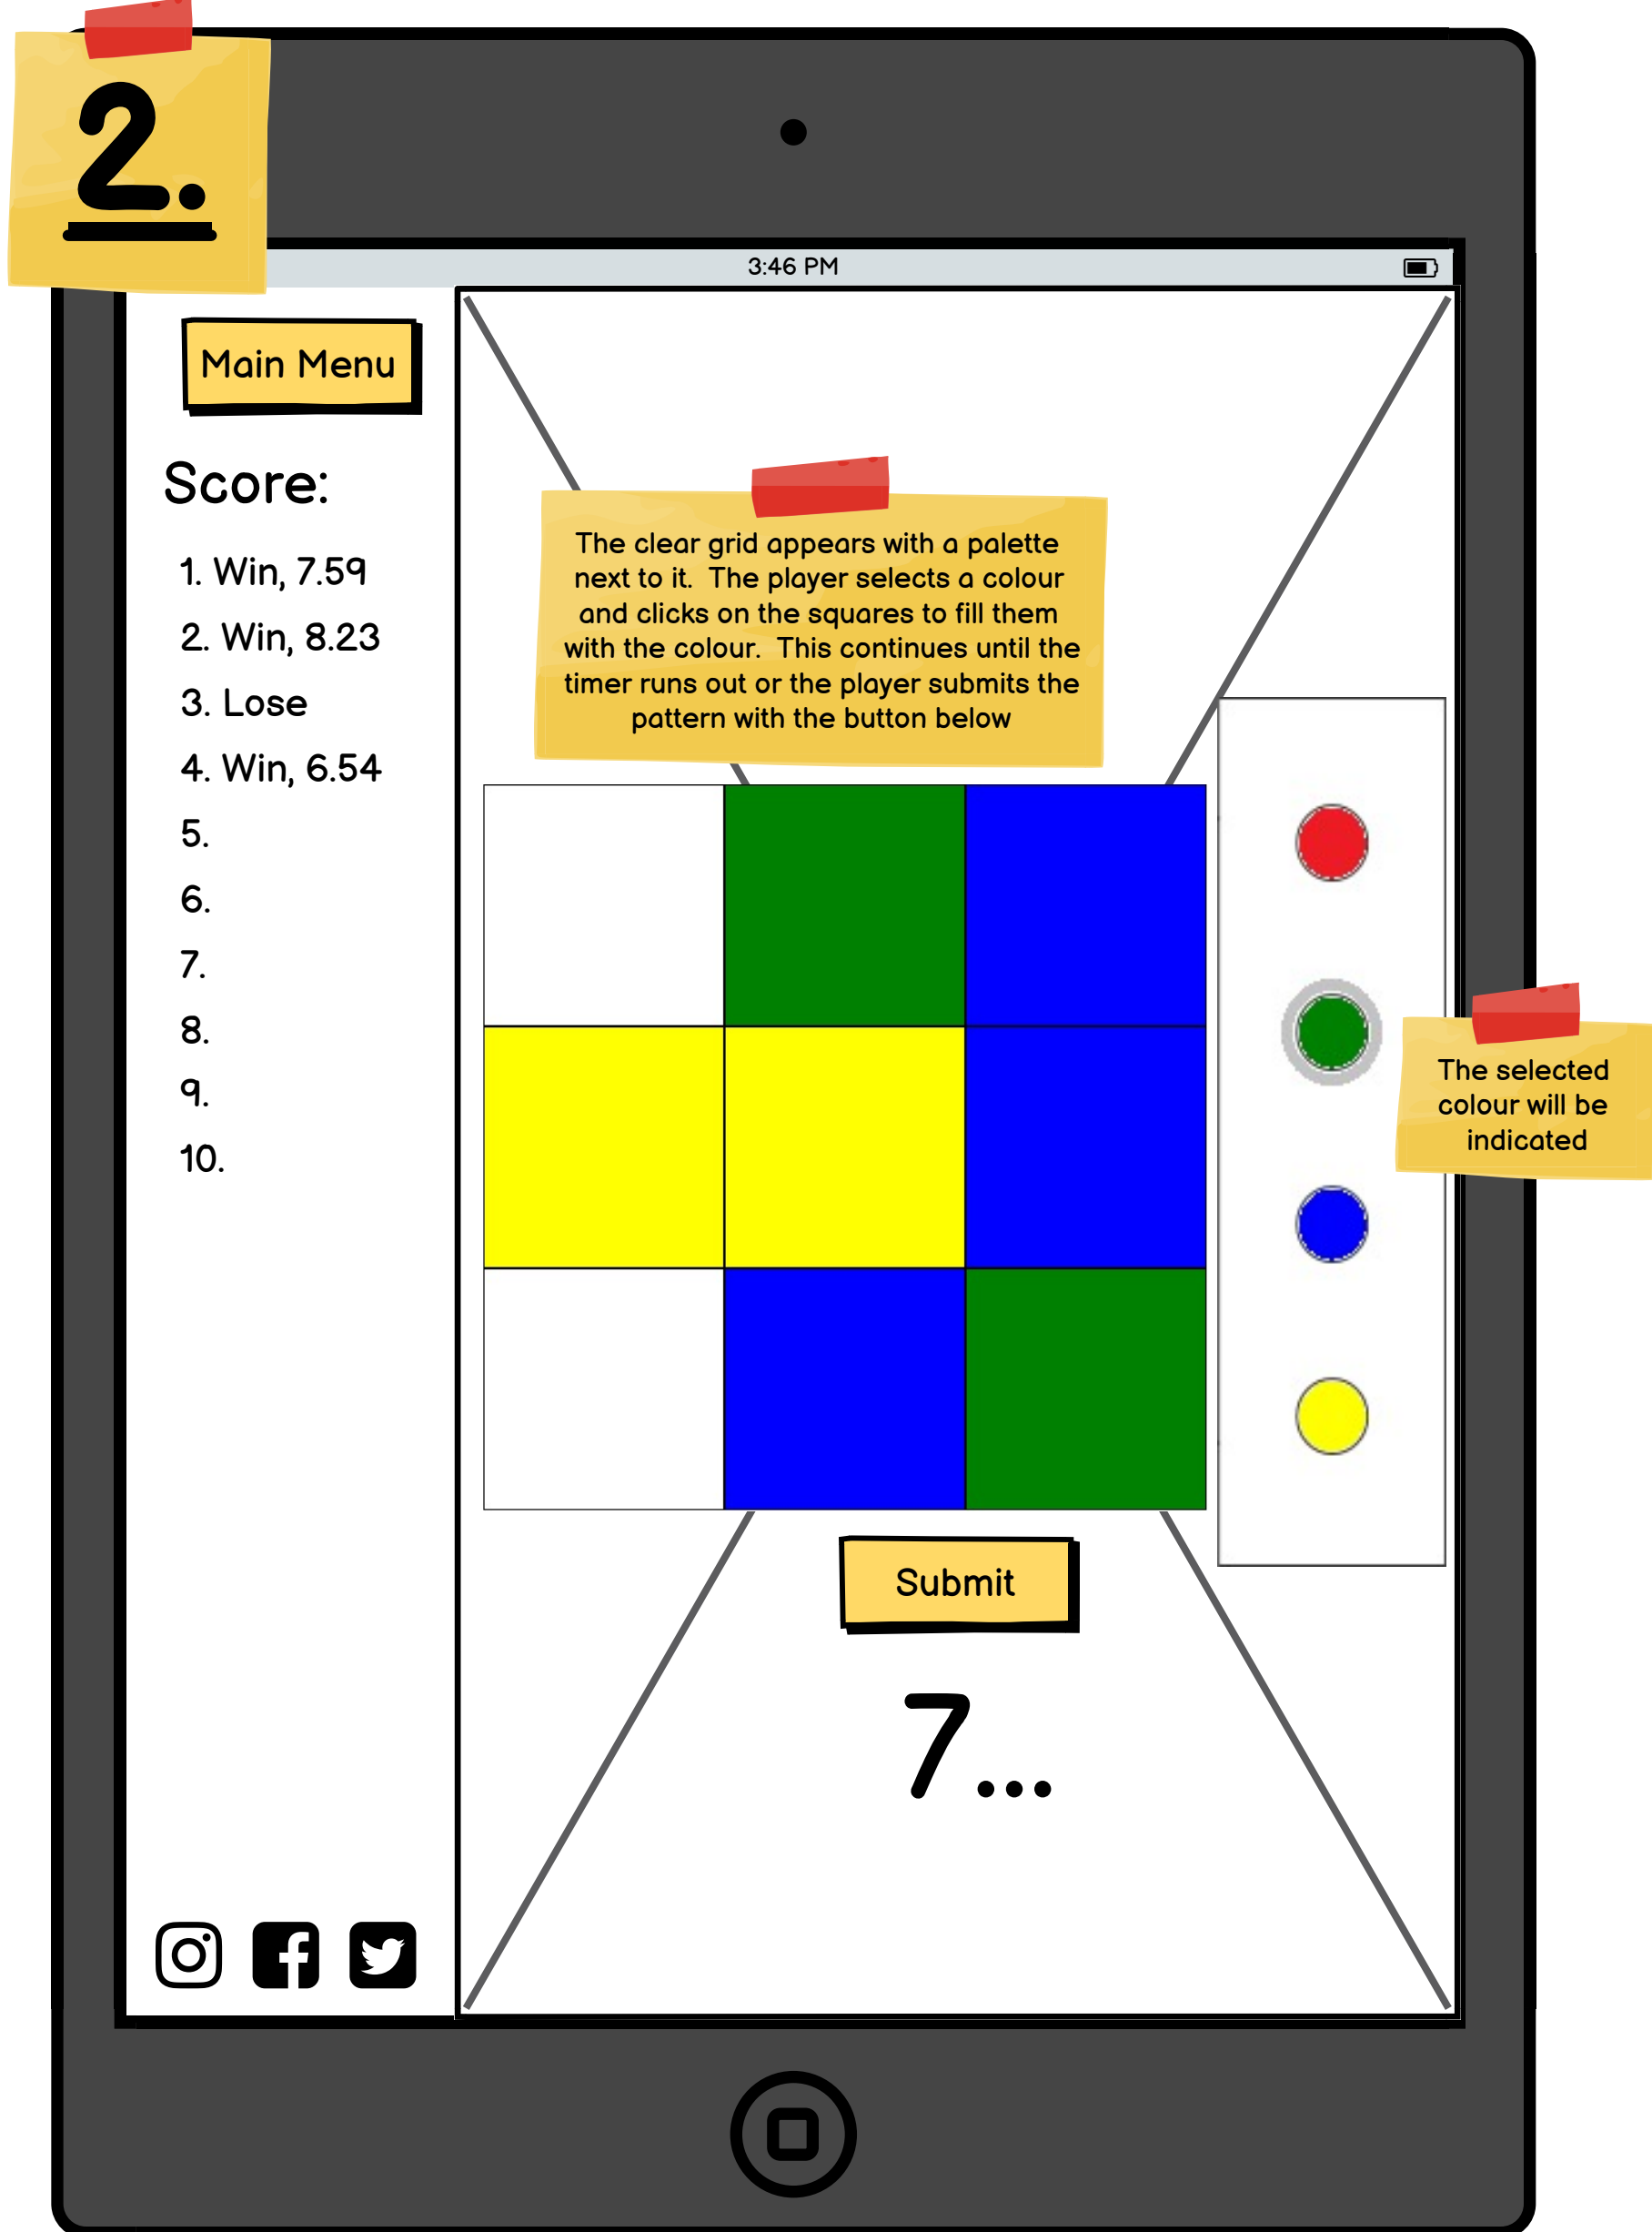 2.
3:46 PM
Main Menu
Score:
1. Win, 7.59
2. Win, 8.23
3. Lose
4. Win, 6.54
5.
6.
7.
8.
9.
10.
The clear grid appears with a palette
next to it.  The player selects a colour
and clicks on the squares to fill them
with the colour.  This continues until the
timer runs out or the player submits the
pattern with the button below
The selected
colour will be
indicated
Submit
7...